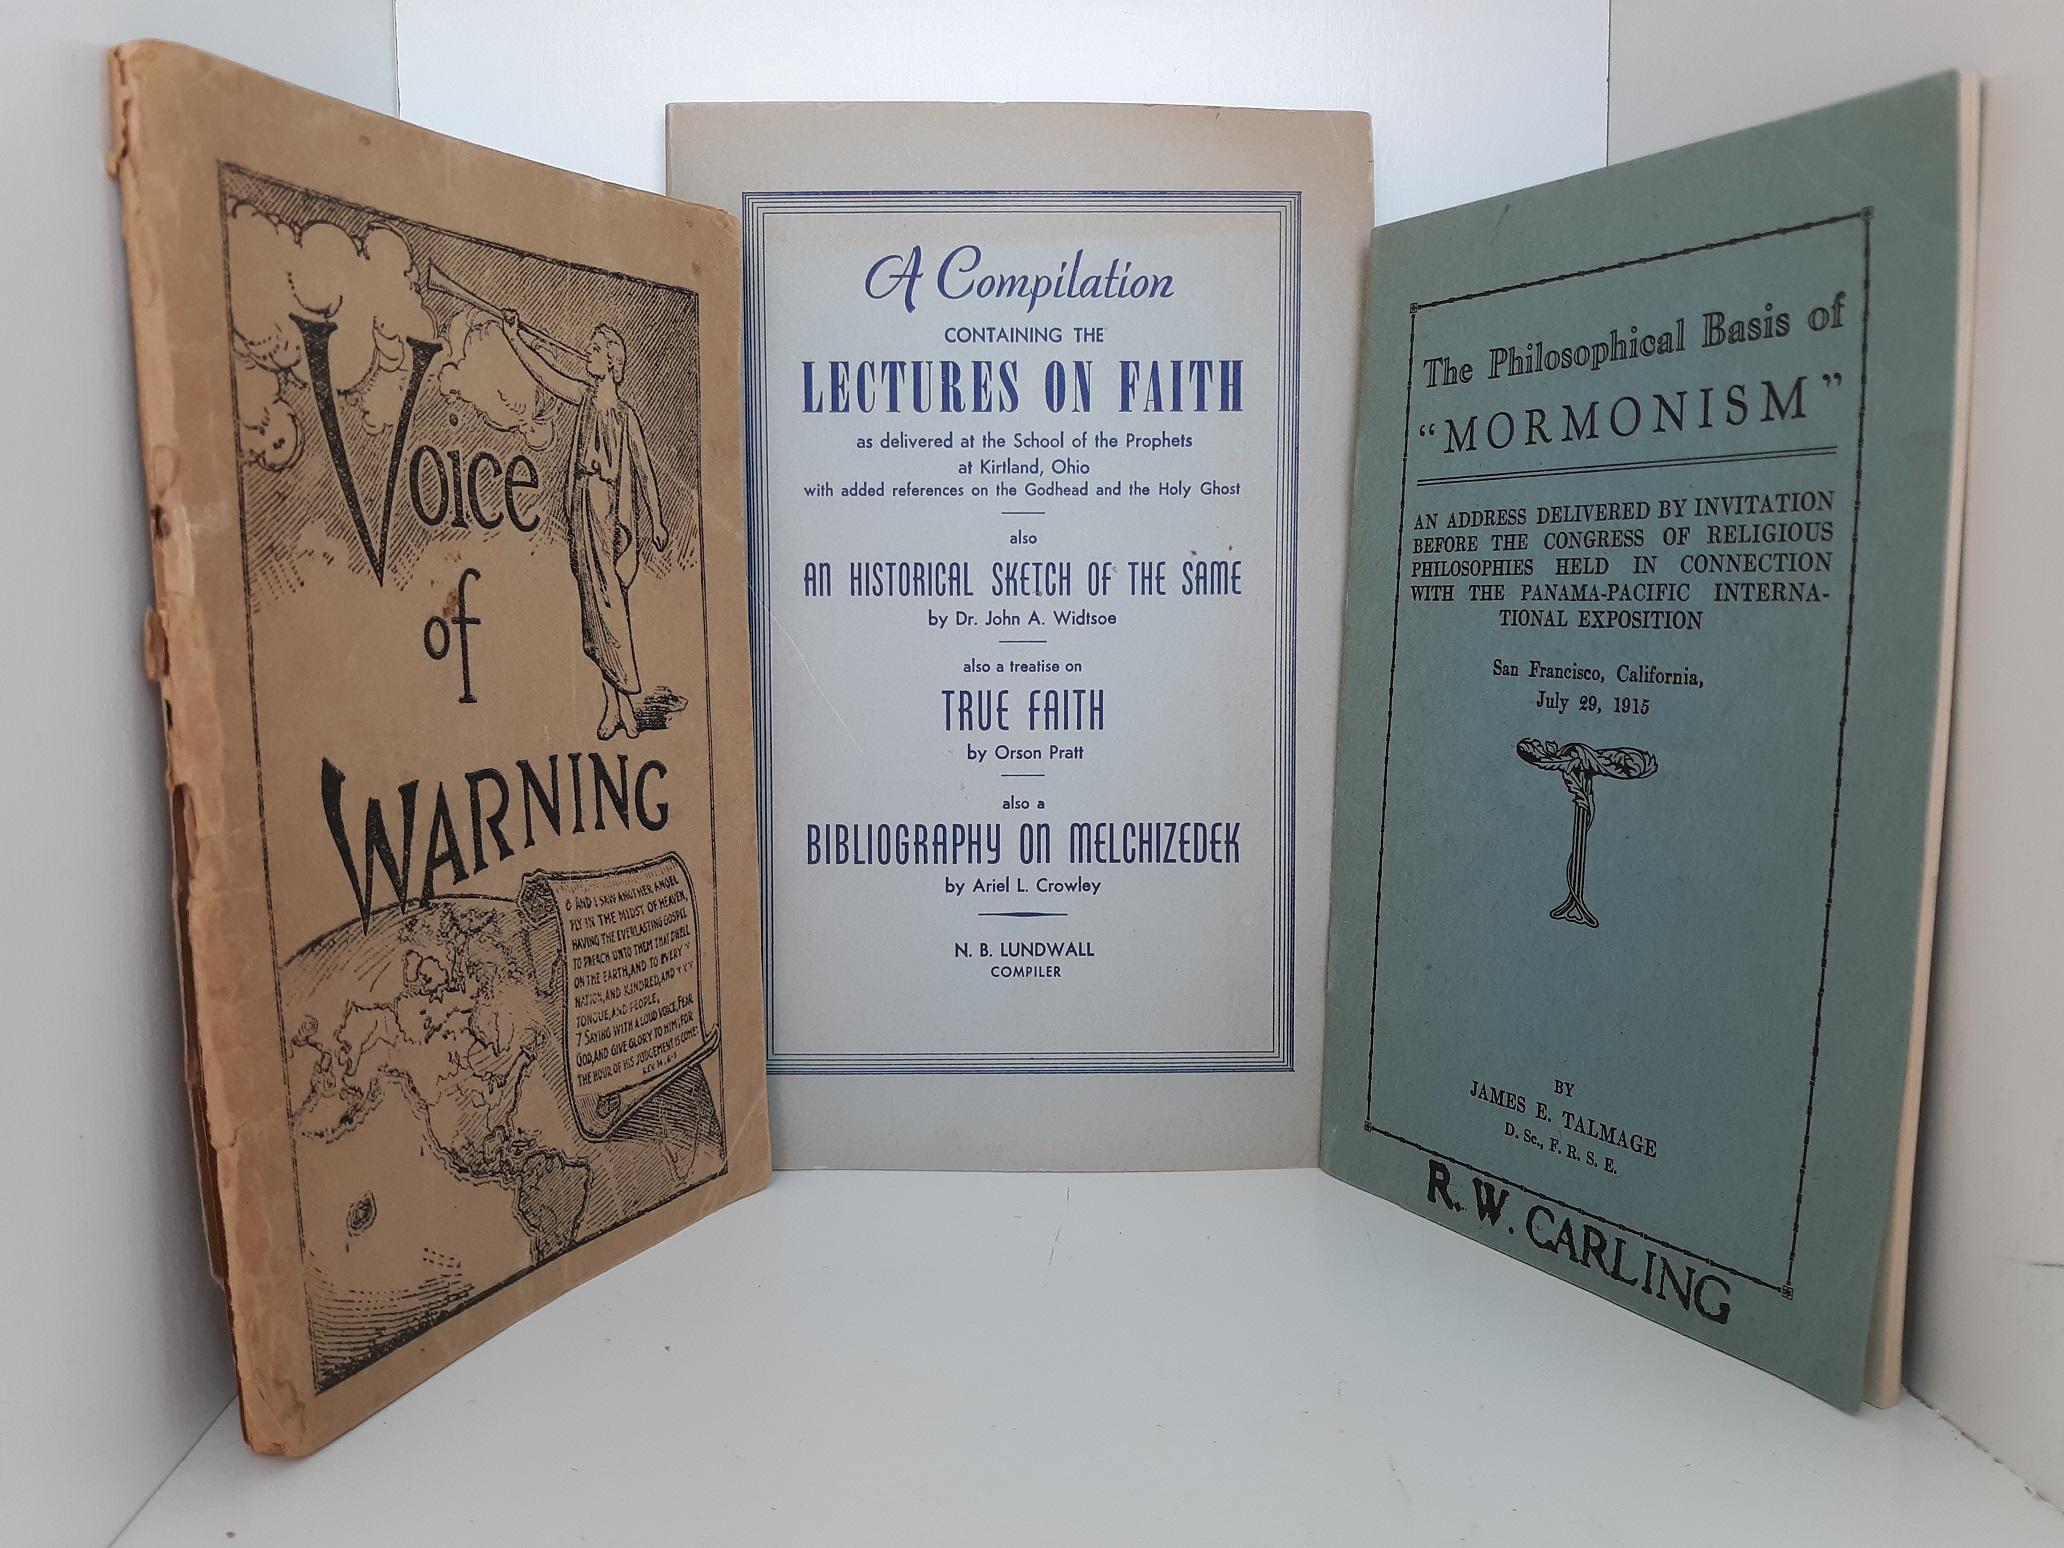 Voice
of
WARNING
6 AND I SAW ANOTHER ANGEL
FLY IN THE MIDST OF HEAVEN,
HAVING THE EVERLASTING GOSPEL
TO PREACH UNTO THEM THAT DWELL
ON THE EARTH, AND TO EVERY
NATION, AND KINDRED, AND
TONGUE, AND PEOPLE,
7 SAYING WITH A LOUD VOICE, FEAR
GOD, AND GIVE GLORY TO HIM; FOR
THE HOUR OF HIS JUDGEMENT IS COME:
REV. 14. 6-7
A Compilation
CONTAINING THE
LECTURES ON FAITH
as delivered at the School of the Prophets
at Kirtland, Ohio
with added references on the Godhead and the Holy Ghost
also
AN HISTORICAL SKETCH OF THE SAME
by Dr. John A. Widtsoe
also a treatise on
TRUE FAITH
by Orson Pratt
also a
BIBLIOGRAPHY ON MELCHIZEDEK
by Ariel L. Crowley
N. B. LUNDWALL
COMPILER
The Philosophical Basis of
"MORMONISM"
AN ADDRESS DELIVERED BY INVITATION
BEFORE THE CONGRESS OF RELIGIOUS
PHILOSOPHIES HELD IN CONNECTION
WITH THE PANAMA-PACIFIC INTERNA-
TIONAL EXPOSITION
San Francisco, California,
July 29, 1915
BY
JAMES E. TALMAGE
D. Sc., F. R. S. E.
R. W. CARLING